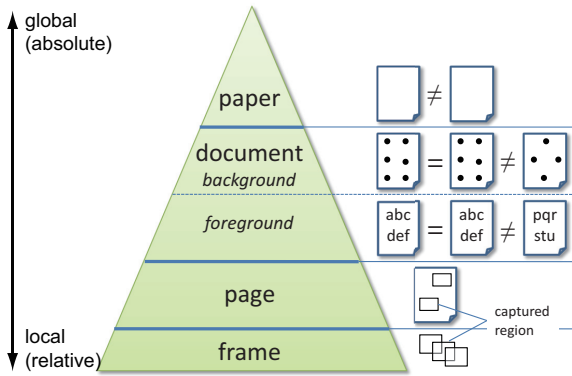 global
(absolute)
paper
≠
document
background
= ≠
foreground
abc
def
=
abc
def
≠
pqr
stu
page
captured
region
local
(relative)
frame